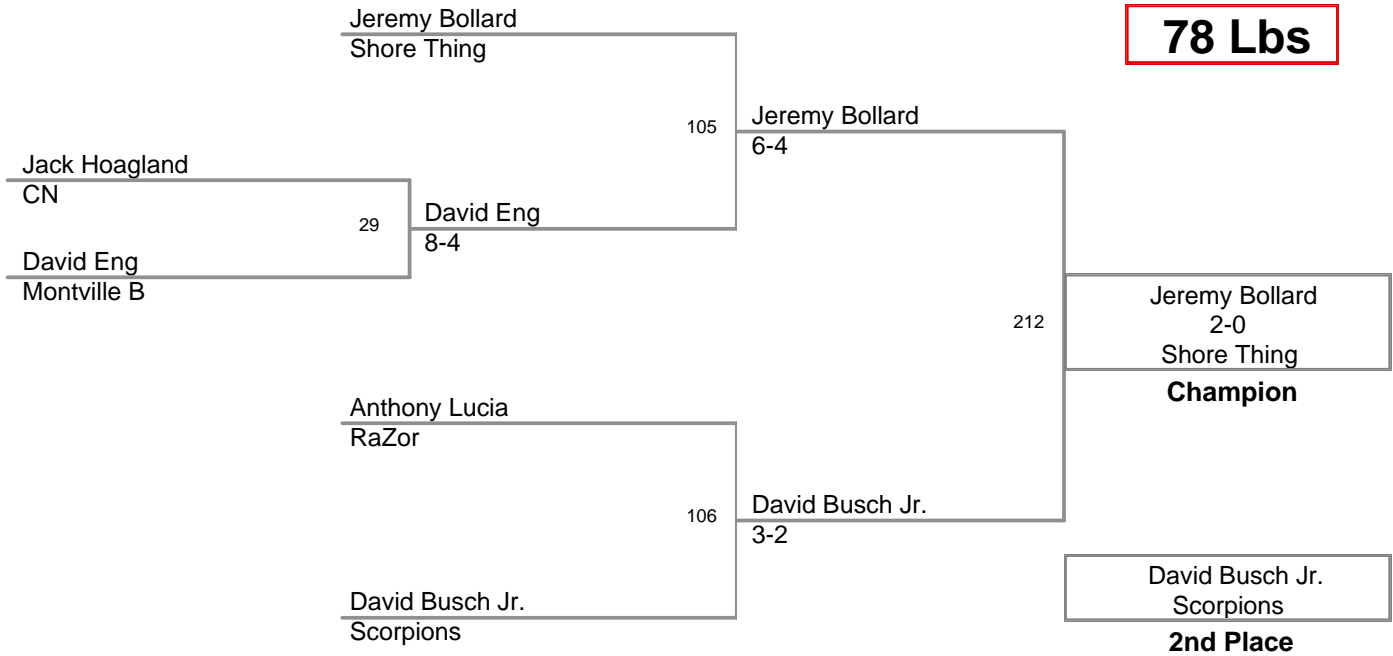 Jeremy Bollard
Shore Thing
78 Lbs
105
Jeremy Bollard
6-4
Jack Hoagland
CN
29
David Eng
8-4
David Eng
Montville B
212
Jeremy Bollard
2-0
Shore Thing
Champion
Anthony Lucia
RaZor
106
David Busch Jr.
3-2
David Busch Jr.
Scorpions
David Busch Jr.
Scorpions
2nd Place